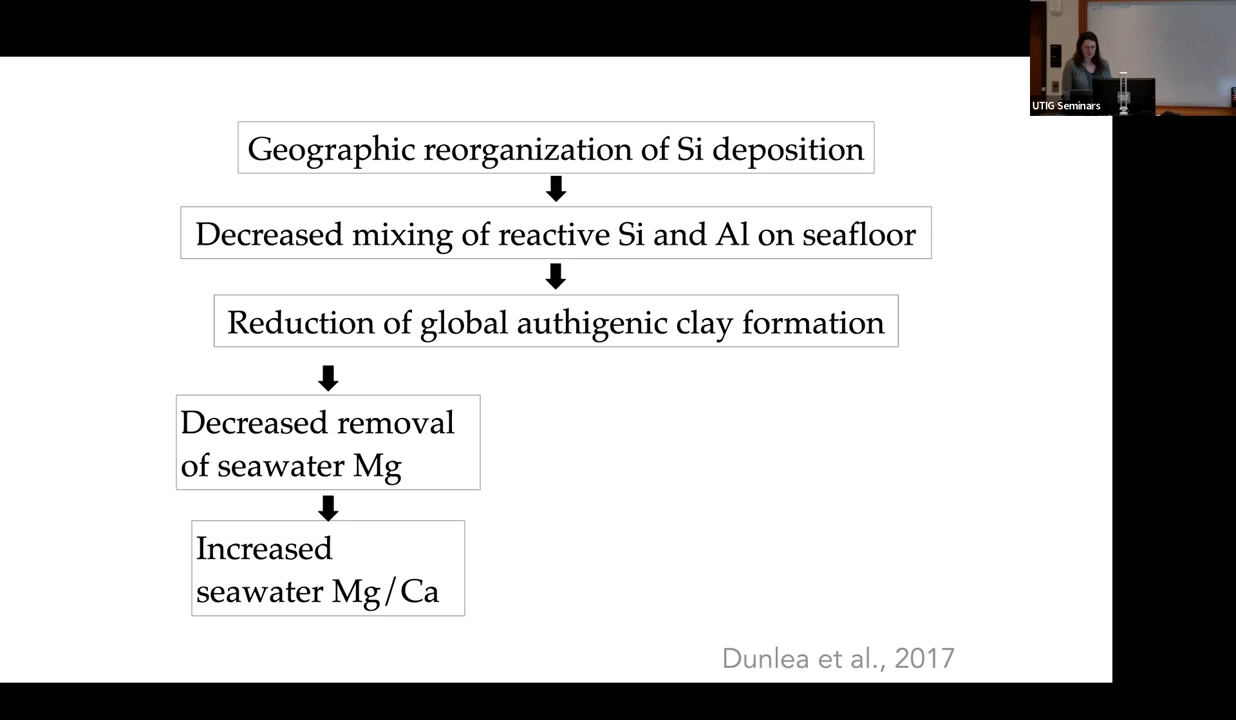 UTIG Seminars
Geographic reorganization of Si deposition
Decreased mixing of reactive Si and Al on seafloor
Reduction of global authigenic clay formation
Decreased removal
of seawater Mg
Increased
seawater Mg/Ca
Dunlea et al., 2017